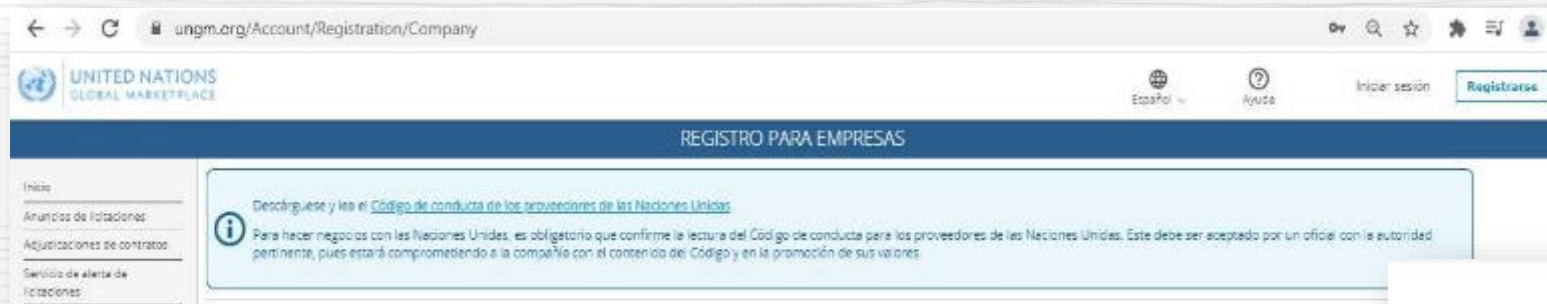 ungm.org/Account/Registration/Company
UNITED NATIONS
GLOBAL MARKETPLACE
Español
Ayuda
Iniciar sesión
Registrarse
REGISTRO PARA EMPRESAS
Inicio
Anuncios de licitaciones
Adjudicaciones de contratos
Servicio de alerta de
licitaciones
Descárguese y lea el Código de conducta de los proveedores de las Naciones Unidas
Para hacer negocios con las Naciones Unidas, es obligatorio que confirme la lectura del Código de conducta para los proveedores de las Naciones Unidas. Este debe ser aceptado por un oficial con la autoridad
pertinente, pues estará comprometiendo a la compañía con el contenido del Código y en la promoción de sus valores.